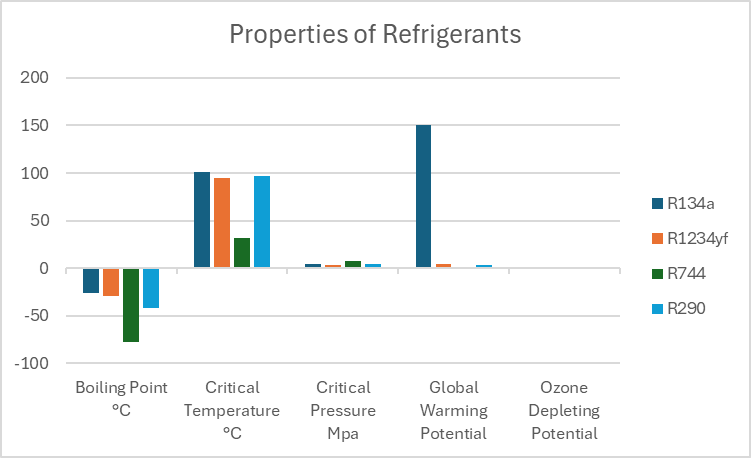 Properties of Refrigerants
200
150
100
50
0
-50
-100
Boiling Point
°C
Critical
Temperature
°C
Critical
Pressure
Mpa
Global
Warming
Potential
Ozone
Depleting
Potential
R134a
R1234yf
R744
R290